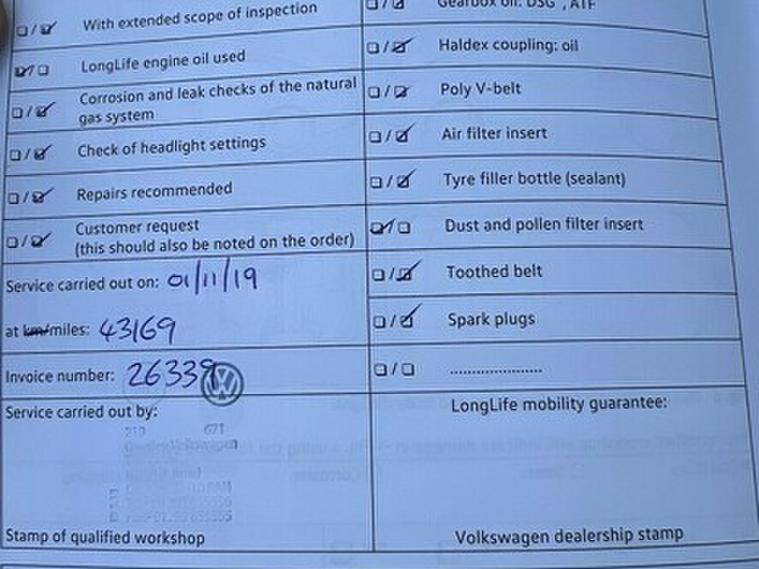 With extended scope of inspection
LongLife engine oil used
Corrosion and leak checks of the natural
gas system
Check of headlight settings
Repairs recommended
Customer request
(this should also be noted on the order)
Service carried out on: 01/11/19
at km/miles: 43169
Invoice number: 26339
Service carried out by:
210 671
Volkswagen
Stamp of qualified workshop
Gearbox oil: DSG , ATF
Haldex coupling: oil
Poly V-belt
Air filter insert
Tyre filler bottle (sealant)
Dust and pollen filter insert
Toothed belt
Spark plugs
.....................
LongLife mobility guarantee:
Volkswagen dealership stamp